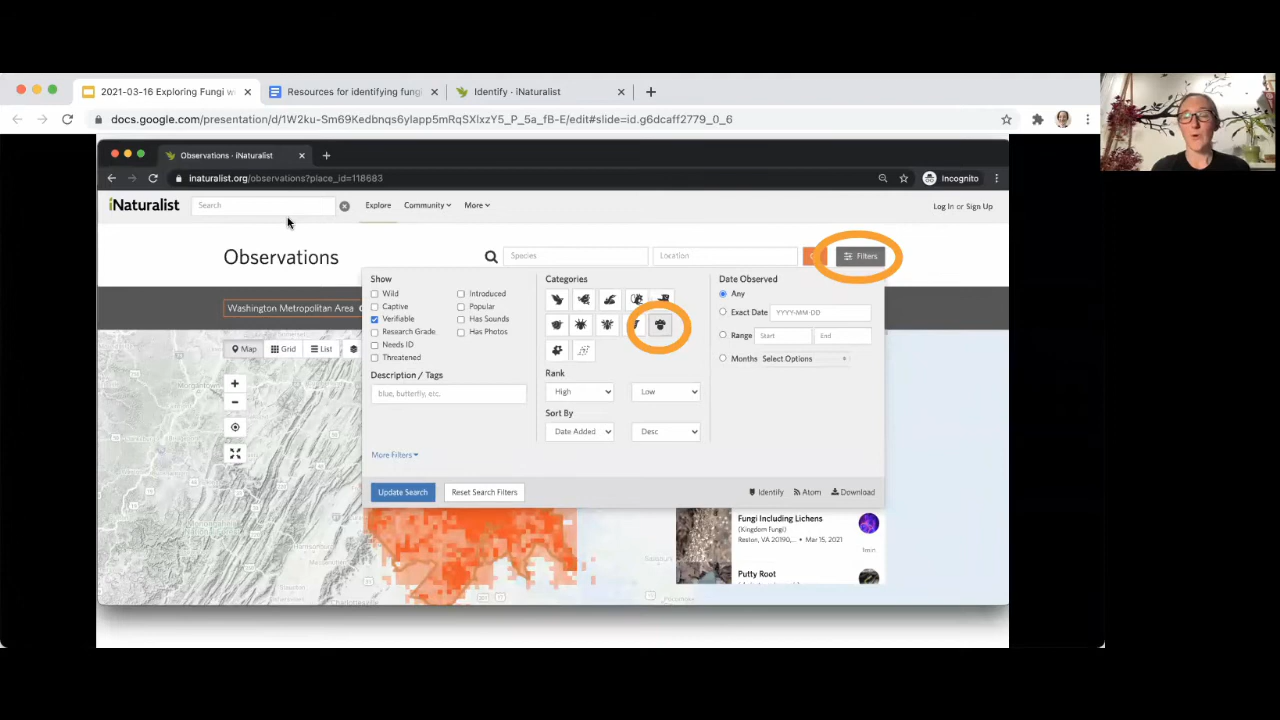 2021-03-16 Exploring Fungi w
Resources for identifying fungi
Identify · iNaturalist
docs.google.com/presentation/d/1W2ku-Sm69Kedbnqs6yIapp5mRqSXIxzY5_P_5a_fB-E/edit#slide=id.g6dcaff2779_0_6
Observations · iNaturalist
inaturalist.org/observations?place_id=118683
Incognito
iNaturalist
Search
Explore
Community
More
Log In or Sign Up
Observations
Species
Location
Filters
Washington Metropolitan Area
Show
Wild
Introduced
Captive
Popular
Verifiable
Has Sounds
Research Grade
Has Photos
Needs ID
Threatened
Description / Tags
blue, butterfly, etc.
More Filters
Categories
Rank
High
Low
Sort By
Date Added
Desc
Date Observed
Any
Exact Date
YYYY-MM-DD
Range
Start
End
Months
Select Options
Map
Grid
List
Update Search
Reset Search Filters
Identify
Atom
Download
Fungi Including Lichens
(Kingdom Fungi)
Reston, VA 20190,... • Mar 15, 2021
1min
Putty Root